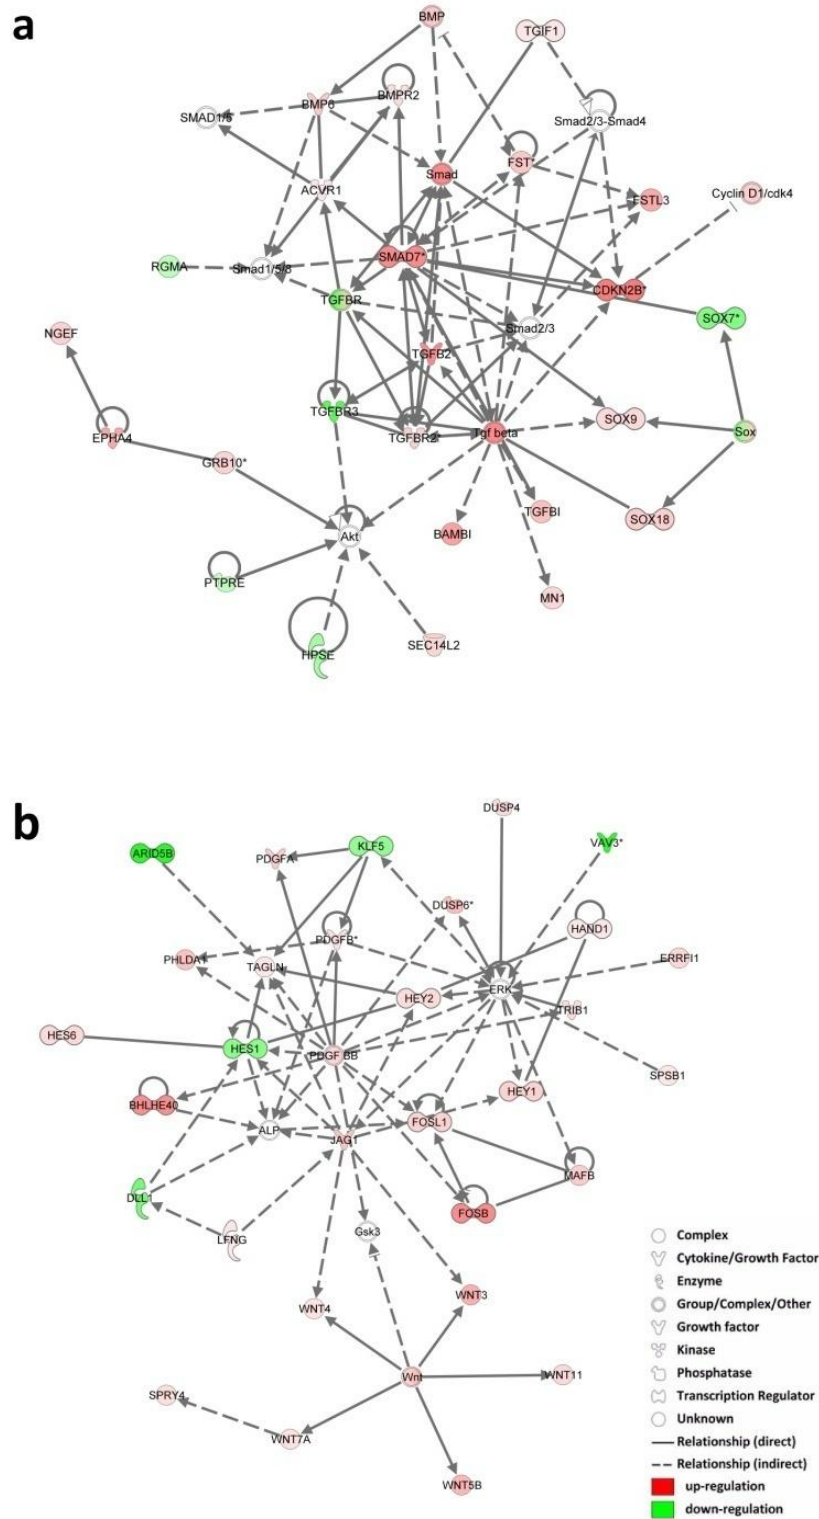 a
BMP
TGIF1
BMP6
BMPR2
SMAD1/5
Smad2/3-Smad4
Smad
FST*
ACVR1
FSTL3
Cyclin D1/cdk4
SMAD7*
RGMA
Smad1/5/8
CDKN2B*
TGFBR
SOX7*
Smad2/3
NGEF
TGFB2
TGFBR3
SOX9
EPHA4
TGFBR2*
Tgf beta
Sox
GRB10*
TGFBI
SOX18
BAMBI
Akt
PTPRE
MN1
SEC14L2
HPSE
b
DUSP4
ARID5B
PDGFA
KLF5
VAV3*
DUSP6*
HAND1
PDGFB*
PHLDA1
TAGLN
ERRFI1
ERK
HEY2
TRIB1
HES6
HES1
PDGF BB
SPSB1
HEY1
BHLHE40
FOSL1
ALP
JAG1
MAFB
DLL1
FOSB
Gsk3
LFNG
WNT3
WNT4
Wnt
WNT11
SPRY4
WNT7A
WNT5B
Complex
Cytokine/Growth Factor
Enzyme
Group/Complex/Other
Growth factor
Kinase
Phosphatase
Transcription Regulator
Unknown
Relationship (direct)
Relationship (indirect)
up-regulation
down-regulation